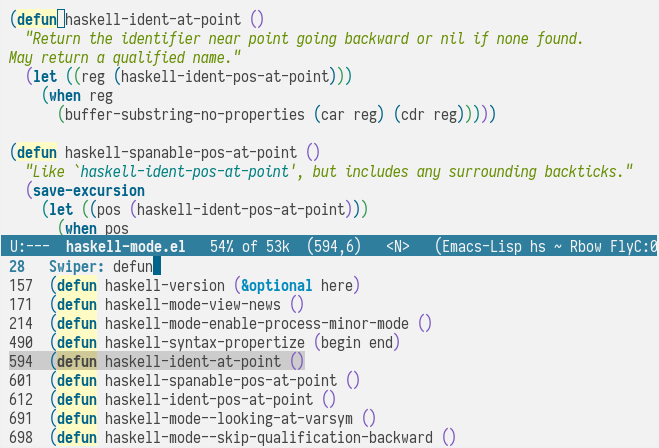 (defun haskell-ident-at-point ()
"Return the identifier near point going backward or nil if none found.
May return a qualified name."
(let ((reg (haskell-ident-pos-at-point)))
(when reg
(buffer-substring-no-properties (car reg) (cdr reg)))))
(defun haskell-spanable-pos-at-point ()
"Like `haskell-ident-pos-at-point', but includes any surrounding backticks."
(save-excursion
(let ((pos (haskell-ident-pos-at-point)))
(when pos
U:--- haskell-mode.el 54% of 53k (594,6) <N> (Emacs-Lisp hs ~ Rbow FlyC:0
28 Swiper: defun
157 (defun haskell-version (&optional here)
171 (defun haskell-mode-view-news ()
214 (defun haskell-mode-enable-process-minor-mode ()
490 (defun haskell-syntax-propertize (begin end)
594 (defun haskell-ident-at-point ()
601 (defun haskell-spanable-pos-at-point ()
612 (defun haskell-ident-pos-at-point ()
691 (defun haskell-mode--looking-at-varsym ()
698 (defun haskell-mode--skip-qualification-backward ()